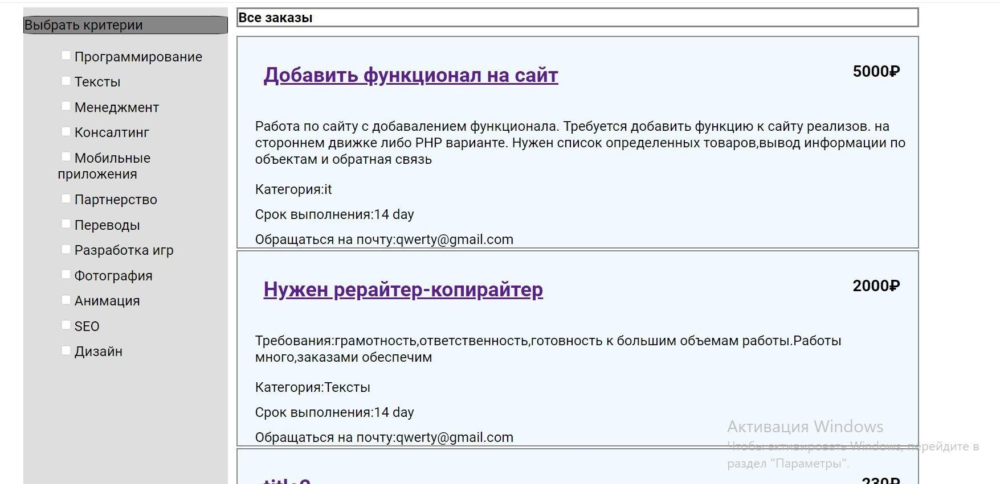 Выбрать критерии
Программирование
Тексты
Менеджмент
Консалтинг
Мобильные
приложения
Партнерство
Переводы
Разработка игр
Фотография
Анимация
SEO
Дизайн
Все заказы
Добавить функционал на сайт
5000₽
Работа по сайту с добавалением функционала. Требуется добавить функцию к сайту реализов. на
стороннем движке либо PHP варианте. Нужен список определенных товаров,вывод информации по
объектам и обратная связь
Категория:it
Срок выполнения:14 day
Обращаться на почту:qwerty@gmail.com
Нужен рерайтер-копирайтер
2000₽
Требования:грамотность,ответственность,готовность к большим объемам работы.Работы
много,заказами обеспечим
Категория:Тексты
Срок выполнения:14 day
Обращаться на почту:qwerty@gmail.com
230₽
Активация Windows
Чтобы активировать Windows, перейдите в
раздел "Параметры".